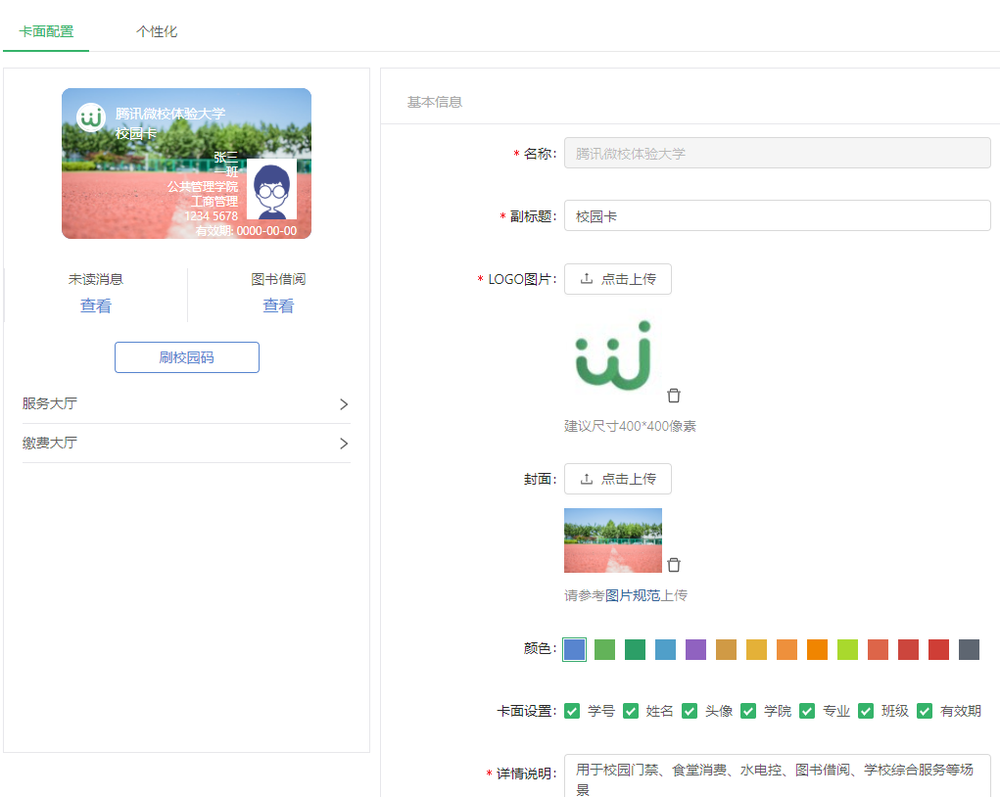 卡面配置
个性化
腾讯微校体验大学
校园卡
张三
一班
公共管理学院
工商管理
1234 5678
有效期: 0000-00-00
未读消息
图书借阅
查看
查看
刷校园码
服务大厅
缴费大厅
基本信息
* 名称: 腾讯微校体验大学
* 副标题: 校园卡
* LOGO图片: 点击上传
建议尺寸400*400像素
封面: 点击上传
请参考图片规范上传
颜色:
卡面设置: 学号 姓名 头像 学院 专业 班级 有效期
* 详情说明: 用于校园门禁、食堂消费、水电控、图书借阅、学校综合服务等场
景